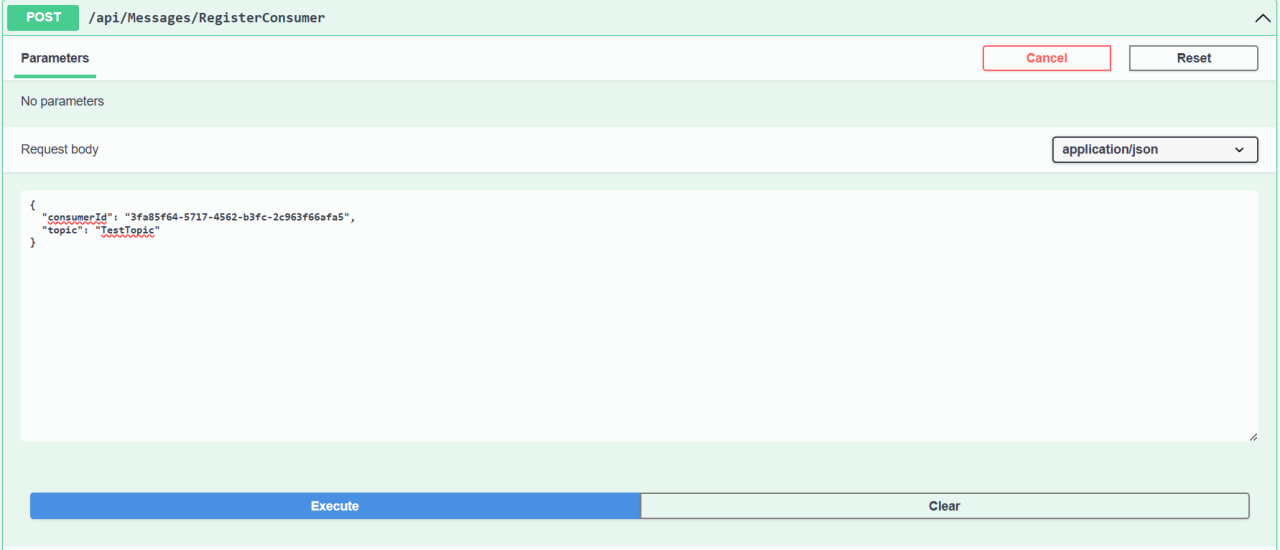 POST /api/Messages/RegisterConsumer
Parameters Cancel Reset
No parameters
Request body application/json
{
  "consumerId": "3fa85f64-5717-4562-b3fc-2c963f66afa5",
  "topic": "TestTopic"
}
Execute Clear